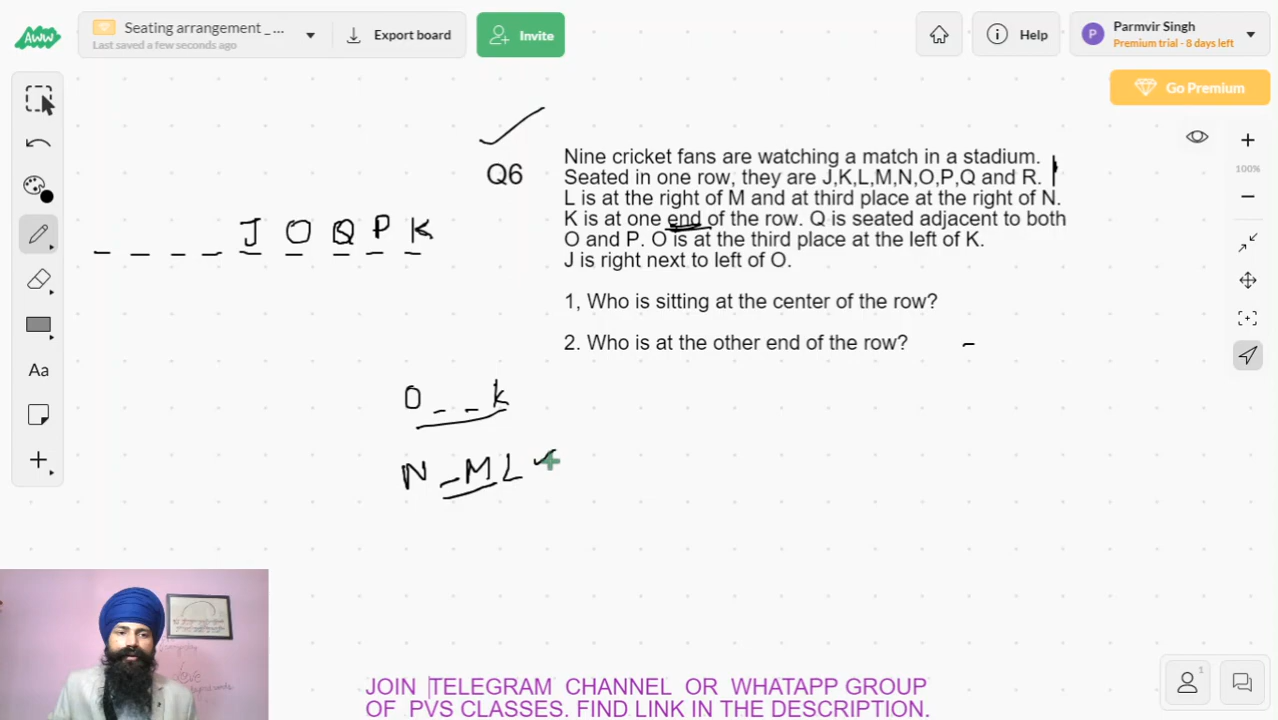 AWW
Seating arrangement _ ...
Last saved a few seconds ago
Export board
Invite
Help
P
Parmvir Singh
Premium trial - 8 days left
Go Premium
100%
Q6
Nine cricket fans are watching a match in a stadium.
Seated in one row, they are J,K,L,M,N,O,P,Q and R.
L is at the right of M and at third place at the right of N.
K is at one end of the row. Q is seated adjacent to both
O and P. O is at the third place at the left of K.
J is right next to left of O.
1, Who is sitting at the center of the row?
2. Who is at the other end of the row?
_ _ _ _ J O Q P K
O _ _ K
N _ M L
Aa
JOIN TELEGRAM CHANNEL OR WHATAPP GROUP
OF PVS CLASSES. FIND LINK IN THE DESCRIPTION.
1